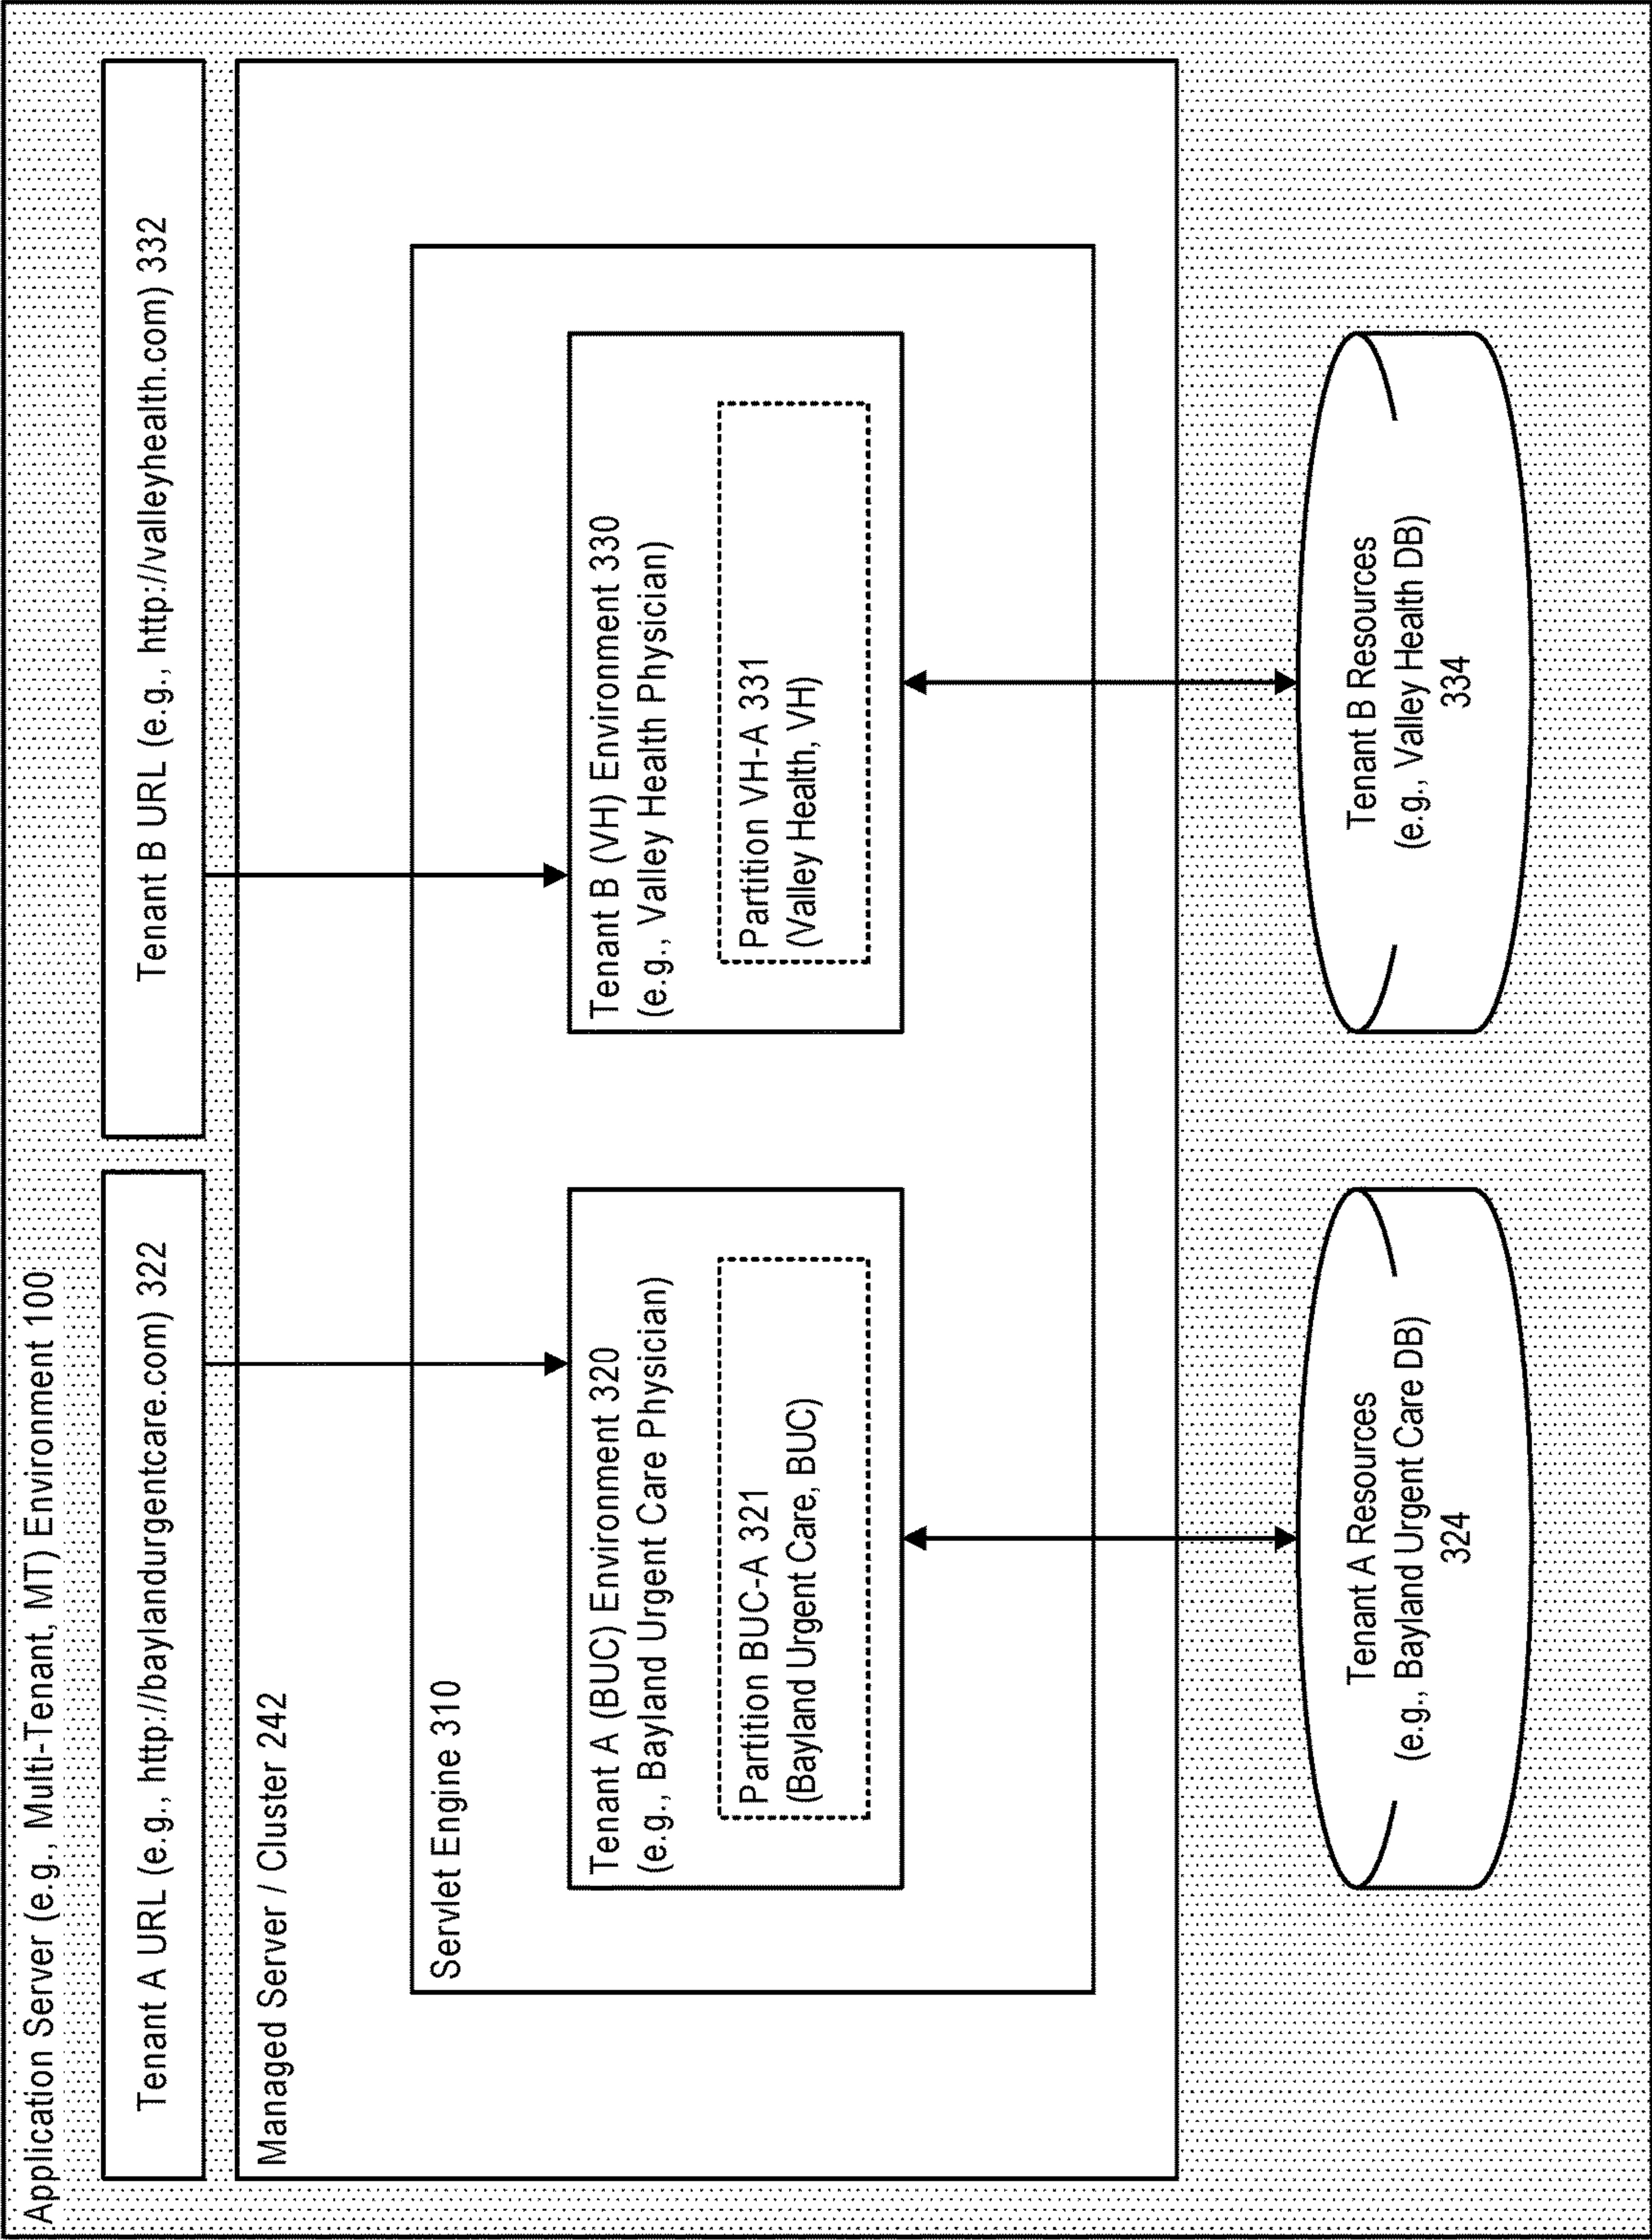 Application Server (e.g., Multi-Tenant, MT) Environment 100
Tenant A URL (e.g., http://baylandurgentcare.com) 322
Tenant B URL (e.g., http://valleyhealth.com) 332
Managed Server / Cluster 242
Servlet Engine 310
Tenant A (BUC) Environment 320
(e.g., Bayland Urgent Care Physician)
Partition BUC-A 321
(Bayland Urgent Care, BUC)
Tenant B (VH) Environment 330
(e.g., Valley Health Physician)
Partition VH-A 331
(Valley Health, VH)
Tenant A Resources
(e.g., Bayland Urgent Care DB)
324
Tenant B Resources
(e.g., Valley Health DB)
334